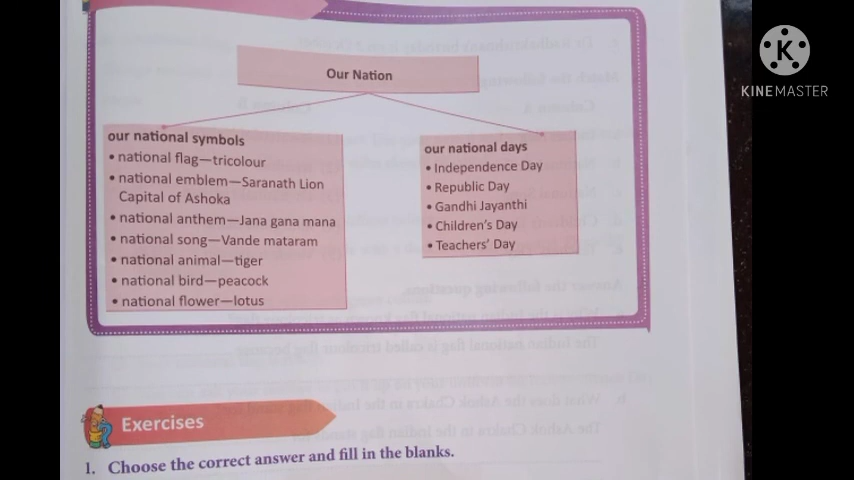 Our Nation
our national symbols
• national flag—tricolour
• national emblem—Saranath Lion
Capital of Ashoka
• national anthem—Jana gana mana
• national song—Vande mataram
• national animal—tiger
• national bird—peacock
• national flower—lotus
our national days
• Independence Day
• Republic Day
• Gandhi Jayanthi
• Children's Day
• Teachers' Day
Exercises
1. Choose the correct answer and fill in the blanks.
K
KINEMASTER